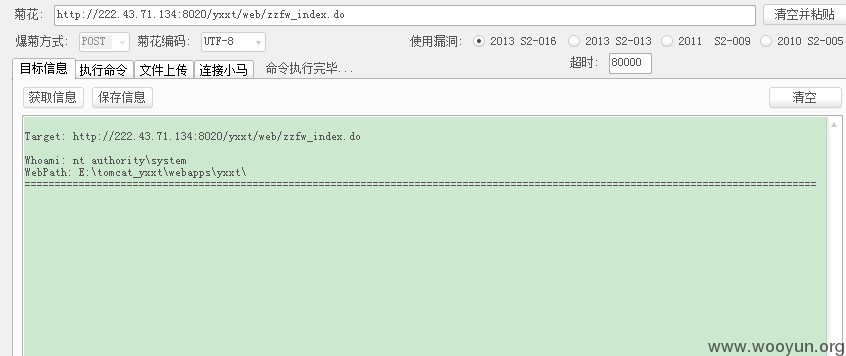 菊花: http://222.43.71.134:8020/yxxt/web/zzfw_index.do 清空并粘贴
爆菊方式: POST 菊花编码: UTF-8 使用漏洞: 2013 S2-016 2013 S2-013 2011 S2-009 2010 S2-005
目标信息 执行命令 文件上传 连接小马 命令执行完毕... 超时: 80000
获取信息 保存信息 清空
Target: http://222.43.71.134:8020/yxxt/web/zzfw_index.do
Whoami: nt authority\system
WebPath: E:\tomcat_yxxt\webapps\yxxt\
====================================================================================================================================
www.wooyun.org